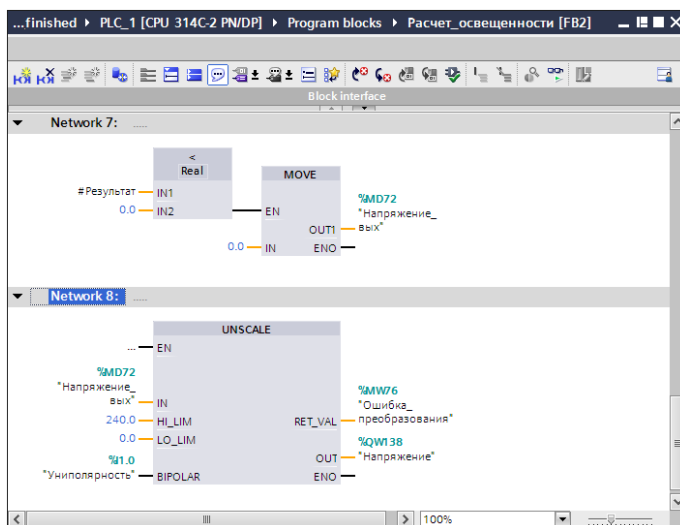 ...finished ▸ PLC_1 [CPU 314C-2 PN/DP] ▸ Program blocks ▸ Расчет_освещенности [FB2]
Block interface
Network 7: .....
<
Real
MOVE
#Результат
IN1
0.0
IN2
EN
%MD72
"Напряжение_
вых"
OUT1
0.0
IN
ENO
Network 8: .....
UNSCALE
...
EN
%MD72
"Напряжение_
вых"
IN
%MW76
"Ошибка_
преобразования"
RET_VAL
240.0
HI_LIM
0.0
LO_LIM
%QW138
"Напряжение"
OUT
%I1.0
"Униполярность"
BIPOLAR
ENO
100%